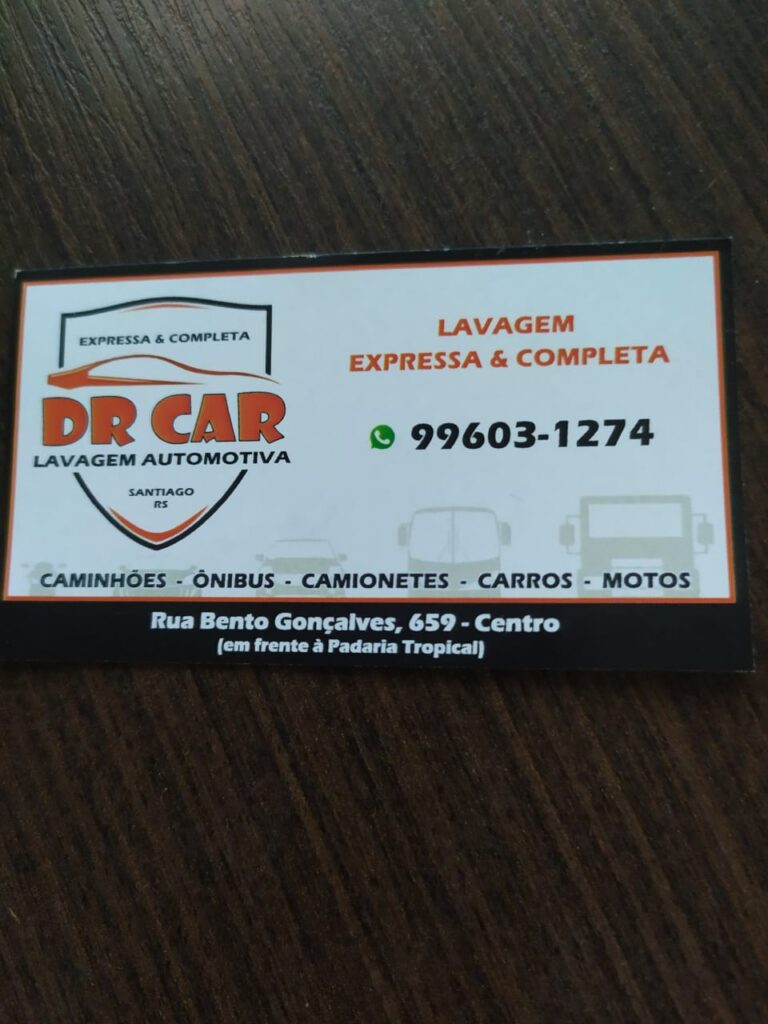 EXPRESSA & COMPLETA
DR CAR
LAVAGEM AUTOMOTIVA
SANTIAGO
RS
LAVAGEM
EXPRESSA & COMPLETA
99603-1274
CAMINHÕES - ÔNIBUS - CAMIONETES - CARROS - MOTOS
Rua Bento Gonçalves, 659 - Centro
(em frente à Padaria Tropical)